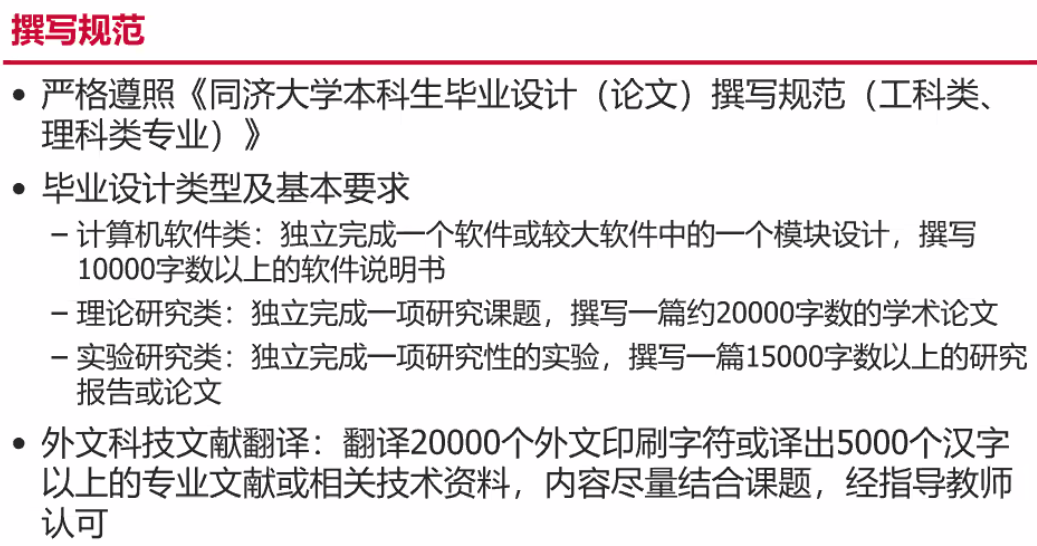 撰写规范
• 严格遵照《同济大学本科生毕业设计（论文）撰写规范（工科类、
理科类专业）》
• 毕业设计类型及基本要求
– 计算机软件类：独立完成一个软件或较大软件中的一个模块设计，撰写
10000字数以上的软件说明书
– 理论研究类：独立完成一项研究课题，撰写一篇约20000字数的学术论文
– 实验研究类：独立完成一项研究性的实验，撰写一篇15000字数以上的研究
报告或论文
• 外文科技文献翻译：翻译20000个外文印刷字符或译出5000个汉字
以上的专业文献或相关技术资料，内容尽量结合课题，经指导教师
认可